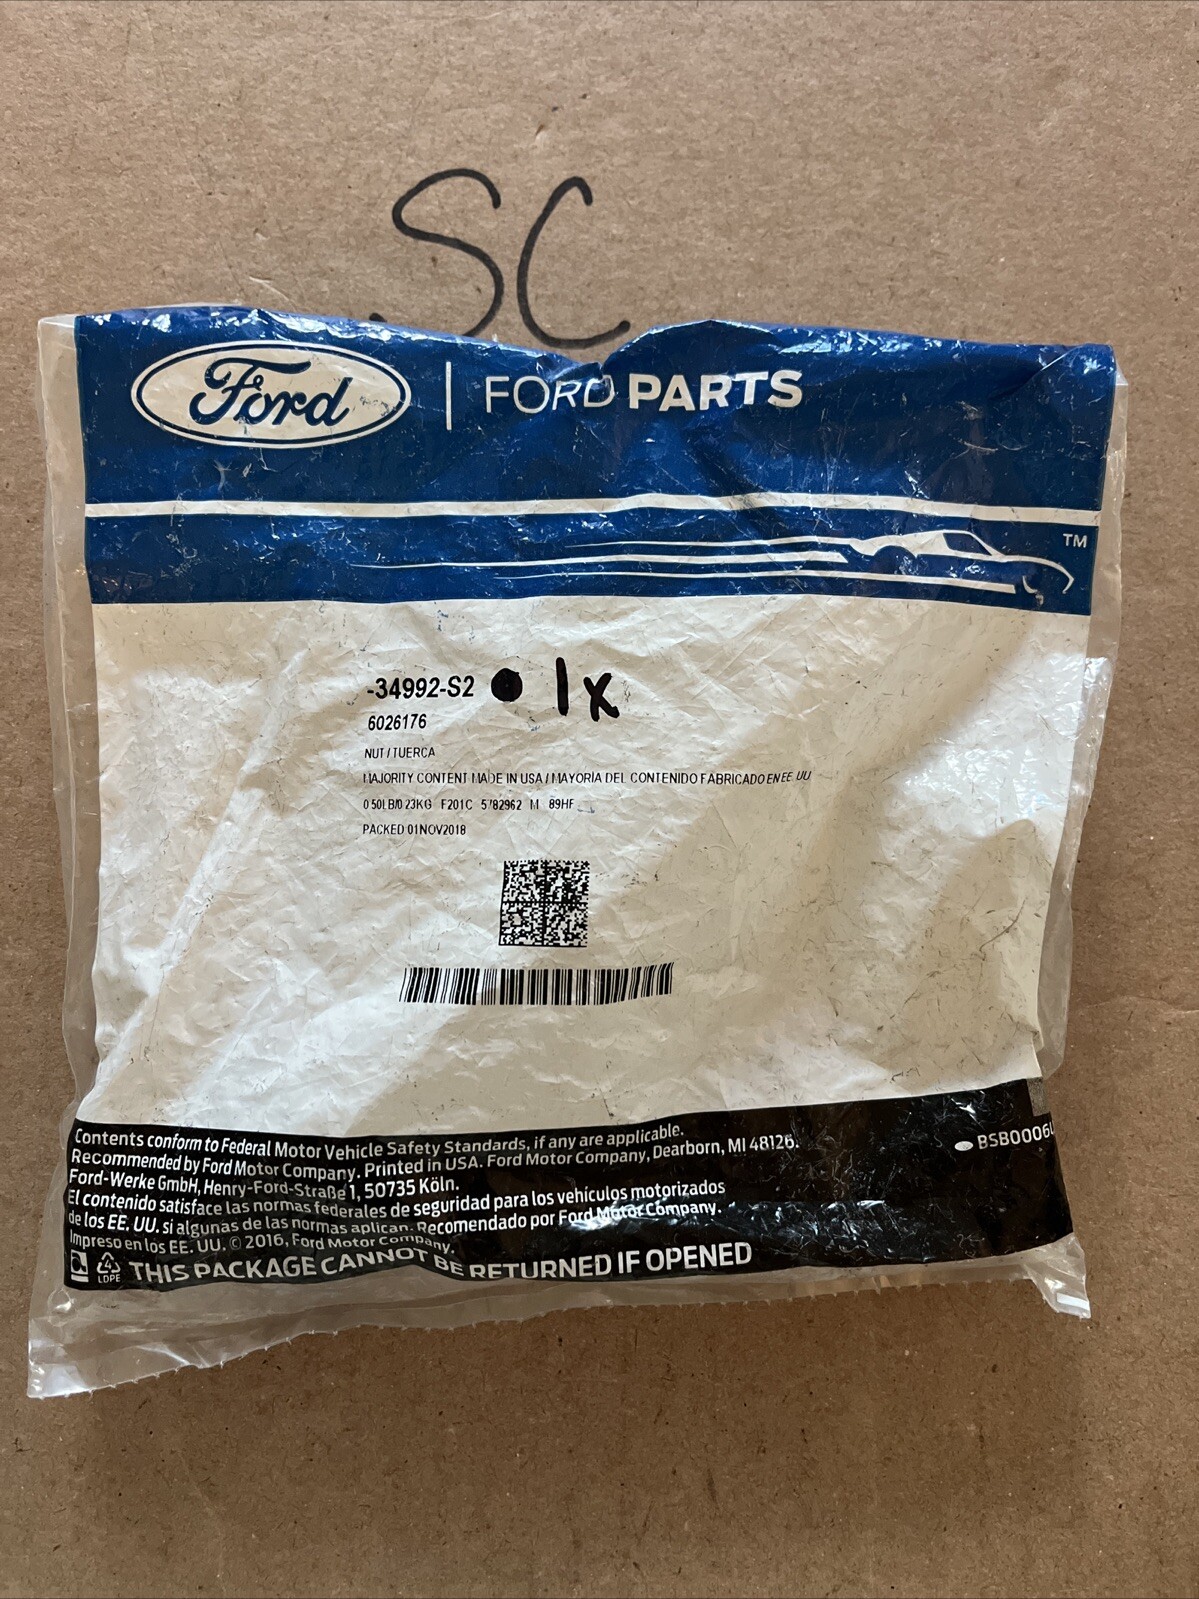 SC
Ford | FORD PARTS
TM
-34992-S2 ● 1x
6026176
NUT / TUERCA
MAJORITY CONTENT MADE IN USA / MAYORIA DEL CONTENIDO FABRICADO EN EE UU
0 50LB/0 23KG F201C 5782962 M 89HF
PACKED 01NOV2018
Contents conform to Federal Motor Vehicle Safety Standards, if any are applicable.
Recommended by Ford Motor Company. Printed in USA. Ford Motor Company, Dearborn, MI 48126.
Ford-Werke GmbH, Henry-Ford-Straße 1, 50735 Köln.
El contenido satisface las normas federales de seguridad para los vehículos motorizados
de los EE. UU. si algunas de las normas aplican. Recomendado por Ford Motor Company.
Impreso en los EE. UU. © 2016, Ford Motor Company.
4
LDPE
THIS PACKAGE CANNOT BE RETURNED IF OPENED